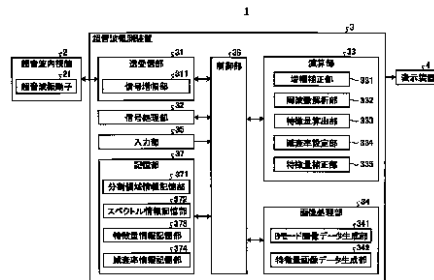 1
3
超音波観測装置
2
超音波内視鏡
21
超音波振動子
31
送受信部
311
信号増幅部
32
信号処理部
35
入力部
37
記憶部
371
分割領域情報記憶部
372
スペクトル情報記憶部
373
特徴量情報記憶部
374
減衰率情報記憶部
36
制御部
33
演算部
増幅補正部
331
周波数解析部
332
特徴量算出部
333
減衰率設定部
334
特徴量補正部
335
34
画像処理部
341
Bモード画像データ生成部
342
特徴量画像データ生成部
4
表示装置